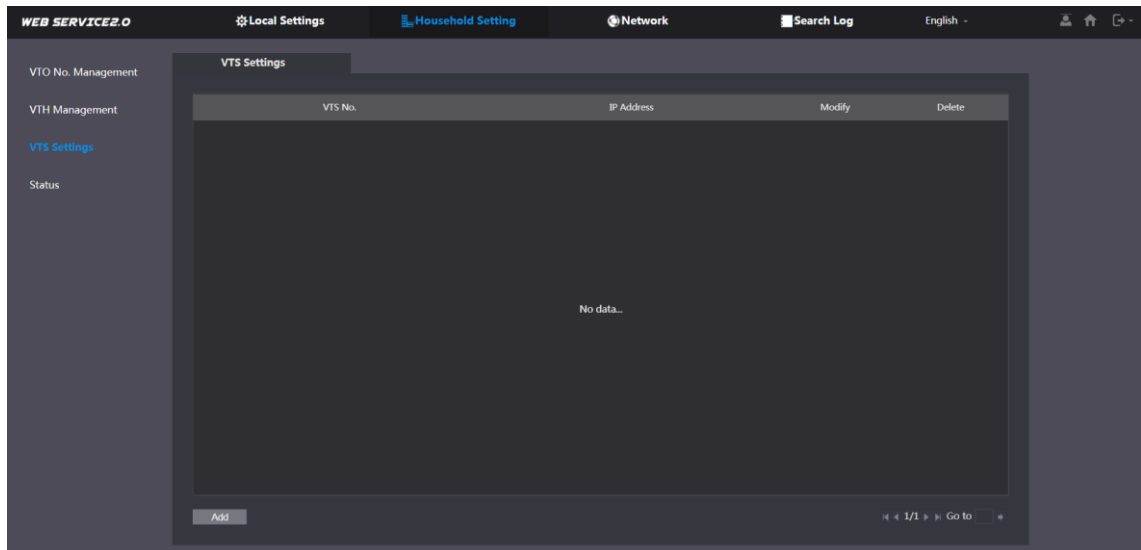 WEB SERVICE2.0 Local Settings Household Setting Network Search Log English
VTO No. Management
VTH Management
VTS Settings
Status
VTS Settings
VTS No. IP Address Modify Delete
No data...
Add 1/1 Go to